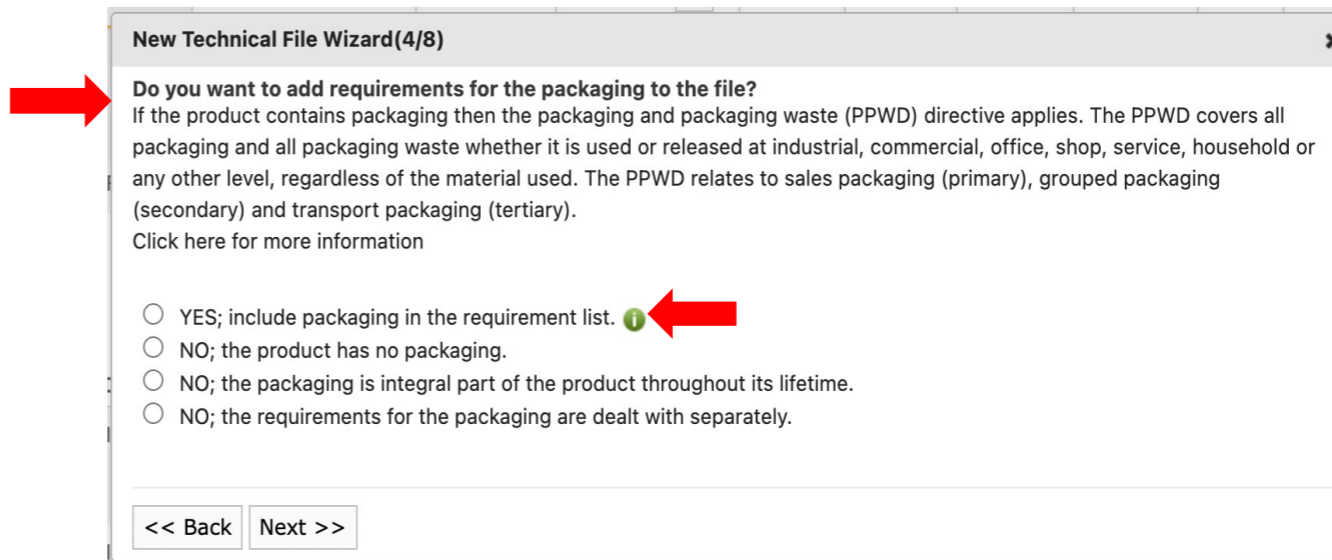 New Technical File Wizard(4/8)
Do you want to add requirements for the packaging to the file?
If the product contains packaging then the packaging and packaging waste (PPWD) directive applies. The PPWD covers all
packaging and all packaging waste whether it is used or released at industrial, commercial, office, shop, service, household or
any other level, regardless of the material used. The PPWD relates to sales packaging (primary), grouped packaging
(secondary) and transport packaging (tertiary).
Click here for more information
YES; include packaging in the requirement list.
NO; the product has no packaging.
NO; the packaging is integral part of the product throughout its lifetime.
NO; the requirements for the packaging are dealt with separately.
<< Back Next >>